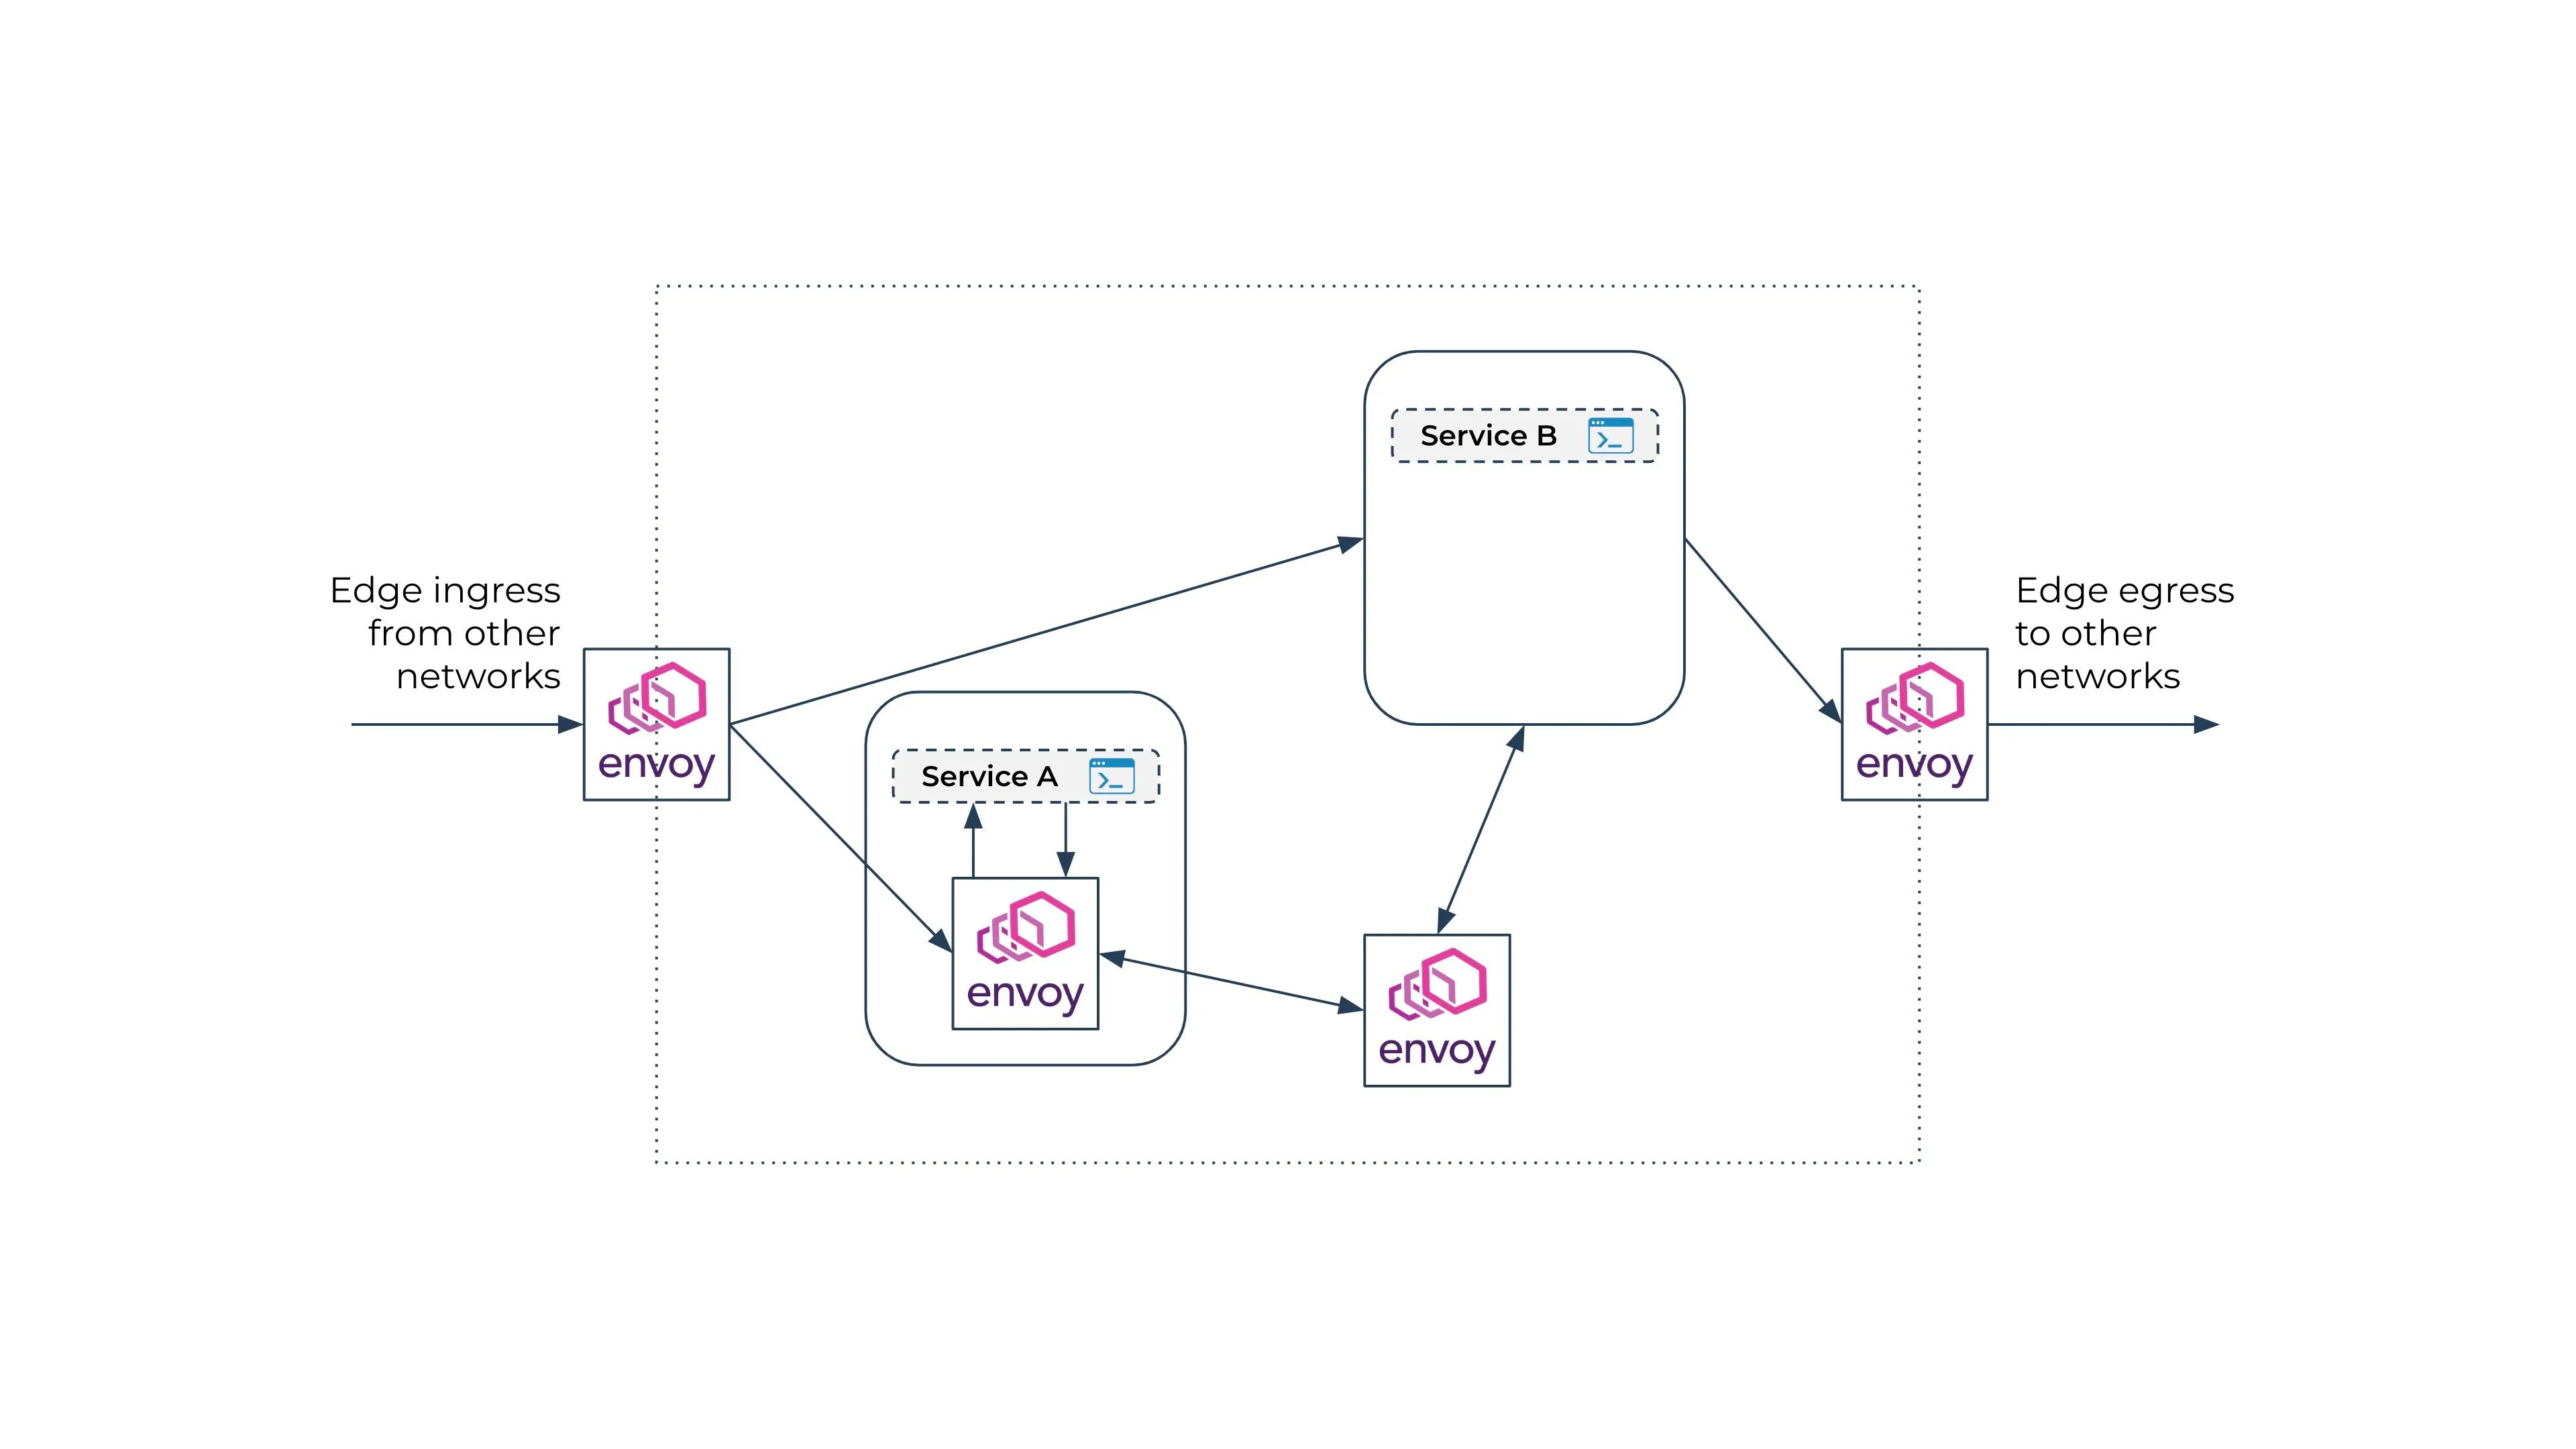 Edge ingress
from other
networks
envoy
Service A
envoy
Service B
envoy
envoy
Edge egress
to other
networks